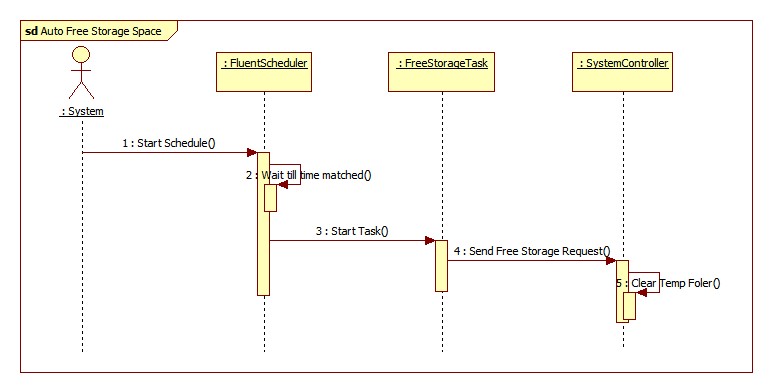 sd Auto Free Storage Space
: System
: FluentScheduler
: FreeStorageTask
: SystemController
1 : Start Schedule()
2 : Wait till time matched()
3 : Start Task()
4 : Send Free Storage Request()
5 : Clear Temp Foler()